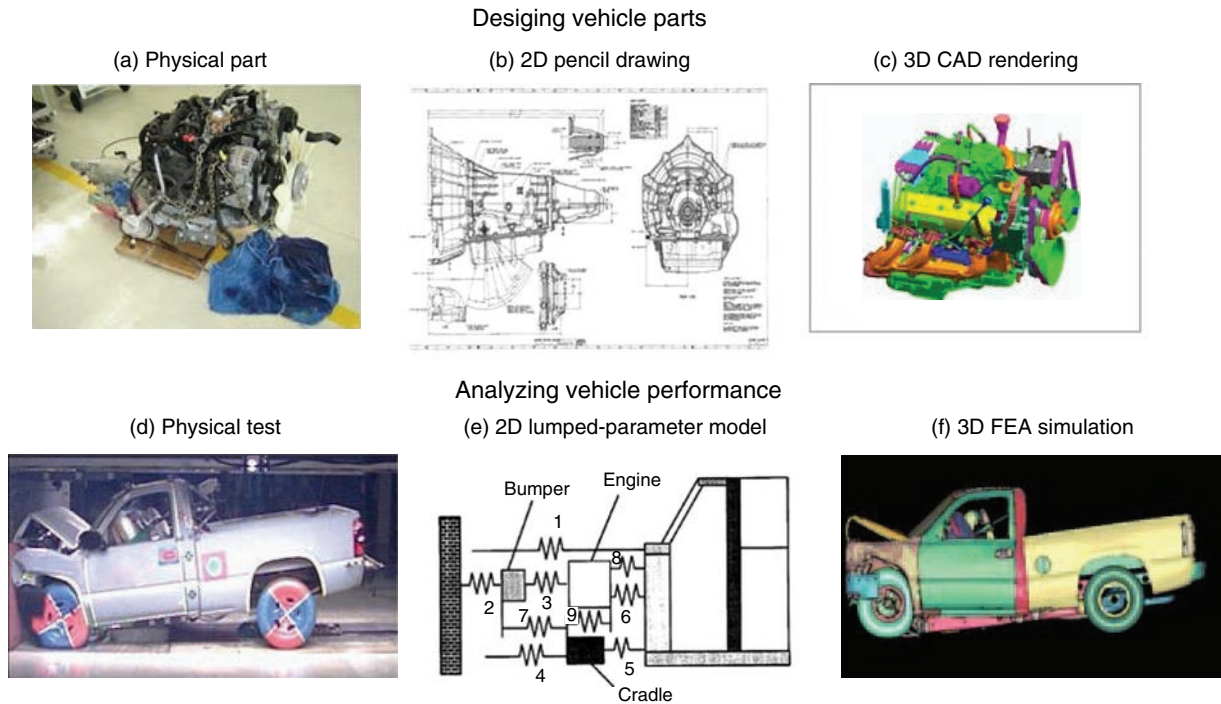 Desiging vehicle parts
(a) Physical part
(b) 2D pencil drawing
(c) 3D CAD rendering
Analyzing vehicle performance
(d) Physical test
(e) 2D lumped-parameter model
(f) 3D FEA simulation
Bumper
Engine
1
8
2
3
6
7
9
4
5
Cradle